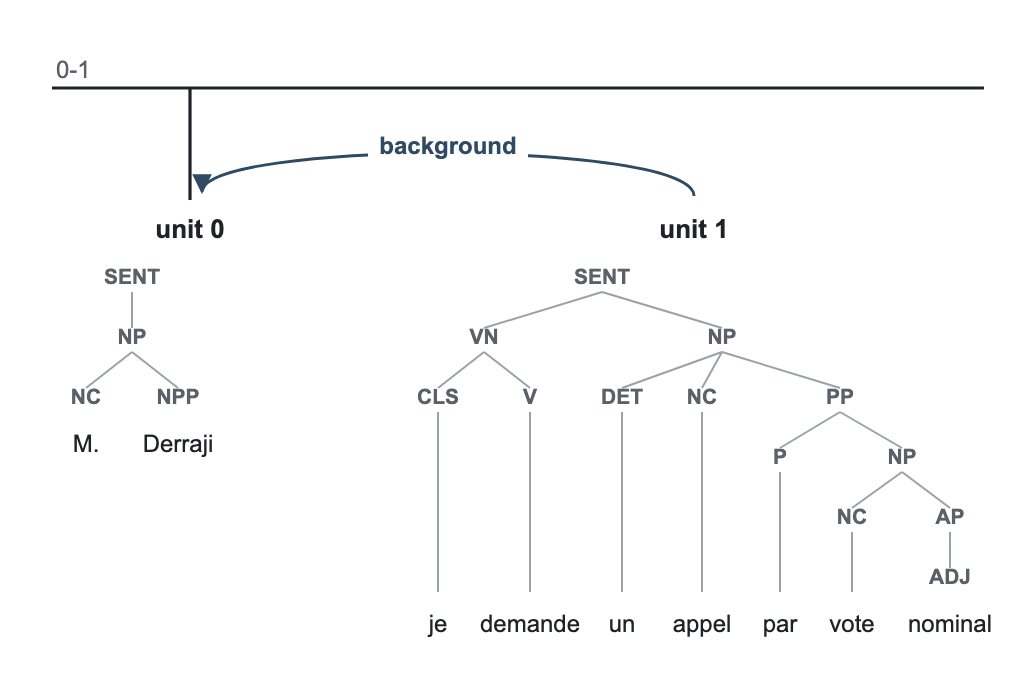 0-1
background
unit 0 unit 1
SENT SENT
NP VN NP
NC NPP CLS V DET NC PP
M. Derraji
P NP
NC AP
ADJ
je demande un appel par vote nominal